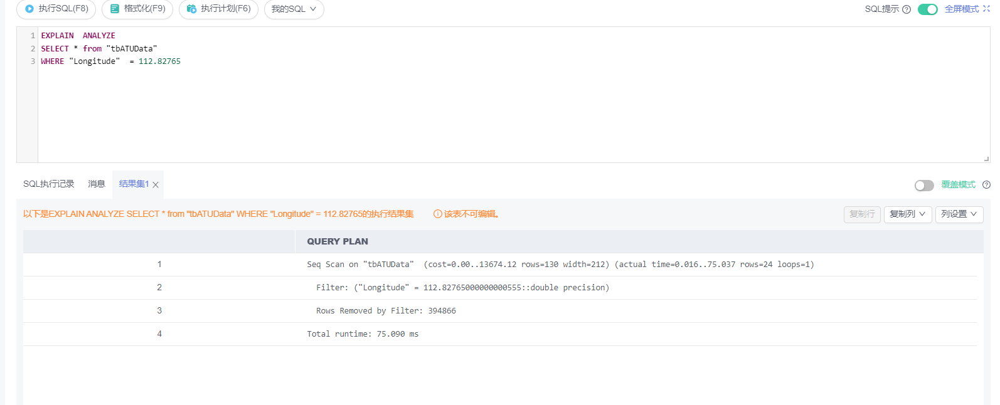 执行SQL(F8) 格式化(F9) 执行计划(F6) 我的SQL SQL提示 全屏模式
1 EXPLAIN  ANALYZE
2 SELECT * from "tbATUData"
3 WHERE "Longitude"  = 112.82765
SQL执行记录 消息 结果集1 覆盖模式
以下是EXPLAIN ANALYZE SELECT * from "tbATUData" WHERE "Longitude" = 112.82765的执行结果集 该表不可编辑。 复制行 复制列 列设置
QUERY PLAN
1 Seq Scan on "tbATUData"  (cost=0.00..13674.12 rows=130 width=212) (actual time=0.016..75.037 rows=24 loops=1)
2 Filter: ("Longitude" = 112.82765000000000555::double precision)
3 Rows Removed by Filter: 394866
4 Total runtime: 75.090 ms